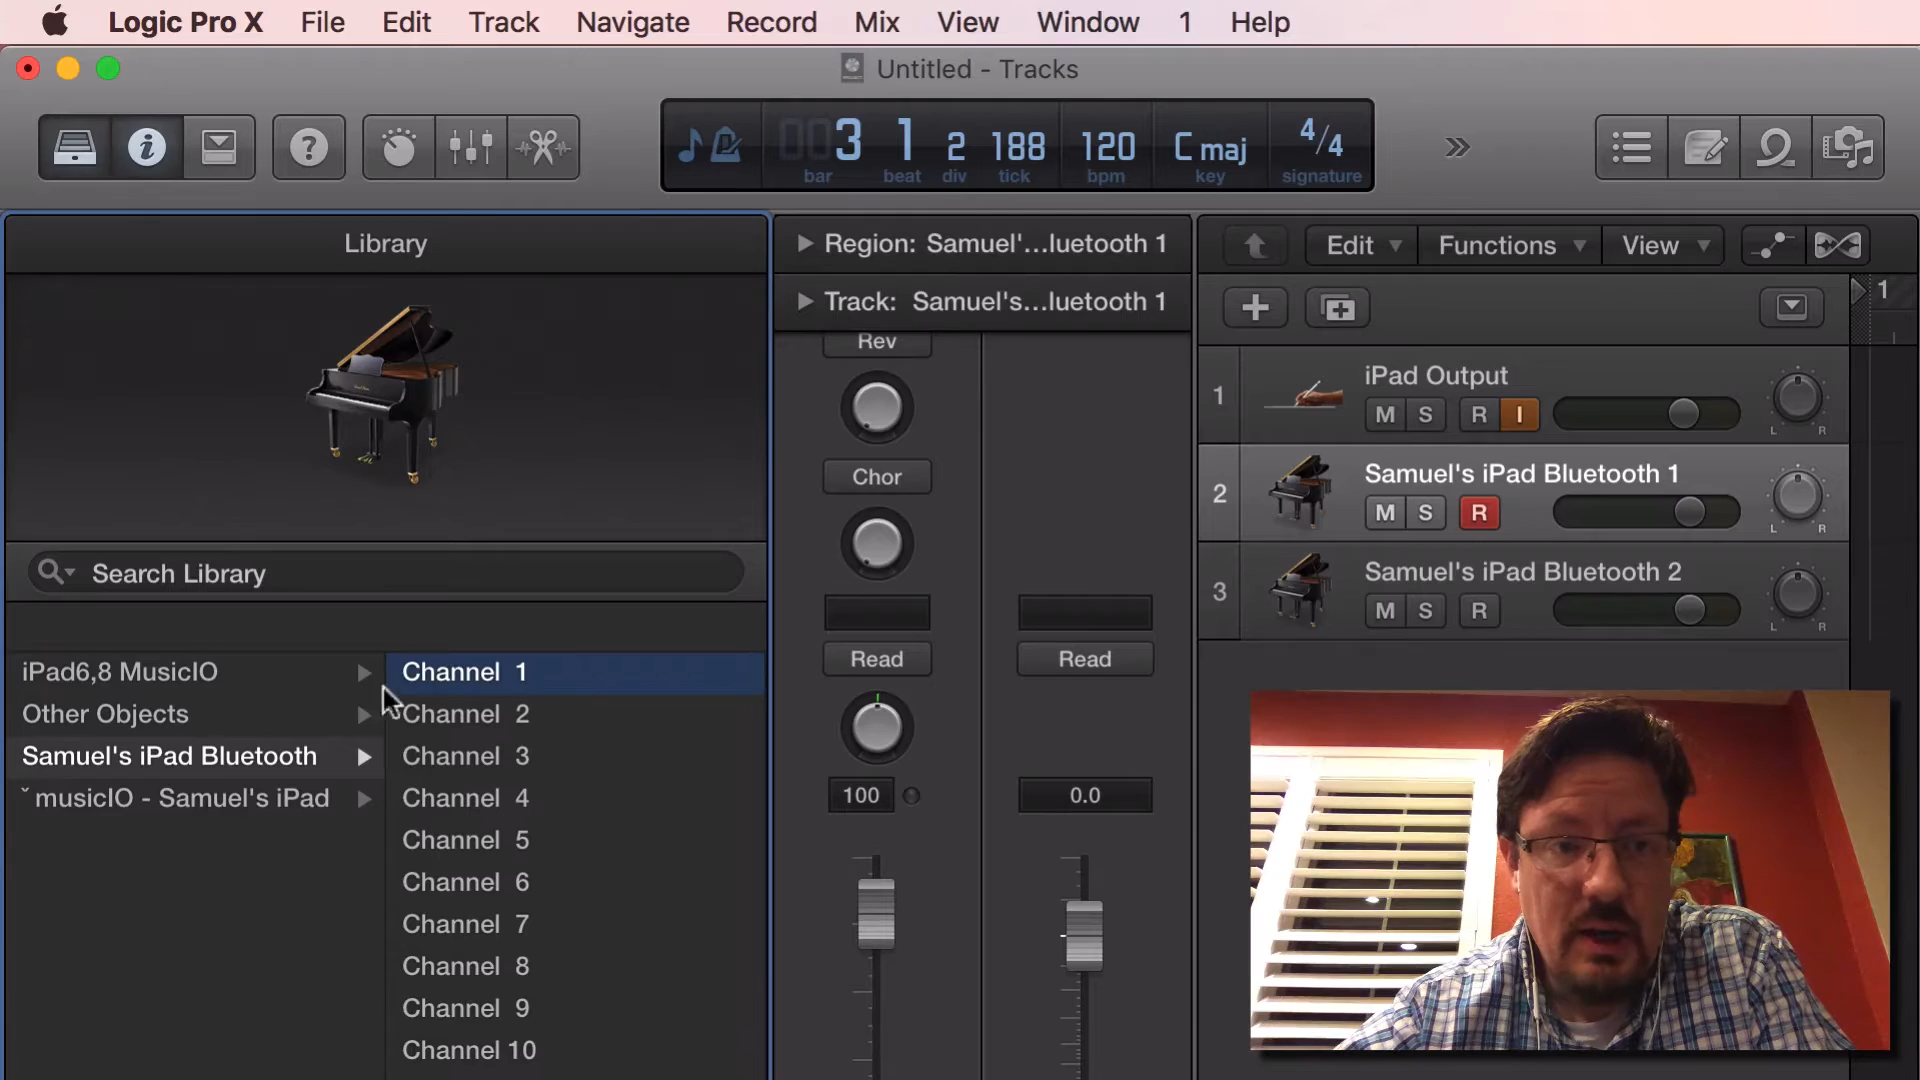 Logic Pro X File Edit Track Navigate Record Mix View Window 1 Help
Untitled - Tracks
003 1 2 188 120 C maj 4/4
bar beat div tick bpm key signature
Library
Region: Samuel'...luetooth 1
Edit Functions View
Track: Samuel's...luetooth 1
1
Rev
1 iPad Output
M S R I
L R
Chor
2 Samuel's iPad Bluetooth 1
M S R
L R
Search Library
3 Samuel's iPad Bluetooth 2
M S R
L R
Read Read
iPad6,8 MusicIO
Other Objects
Samuel's iPad Bluetooth
ˇmusicIO - Samuel's iPad
Channel 1
Channel 2
Channel 3
Channel 4
Channel 5
Channel 6
Channel 7
Channel 8
Channel 9
Channel 10
100 0.0